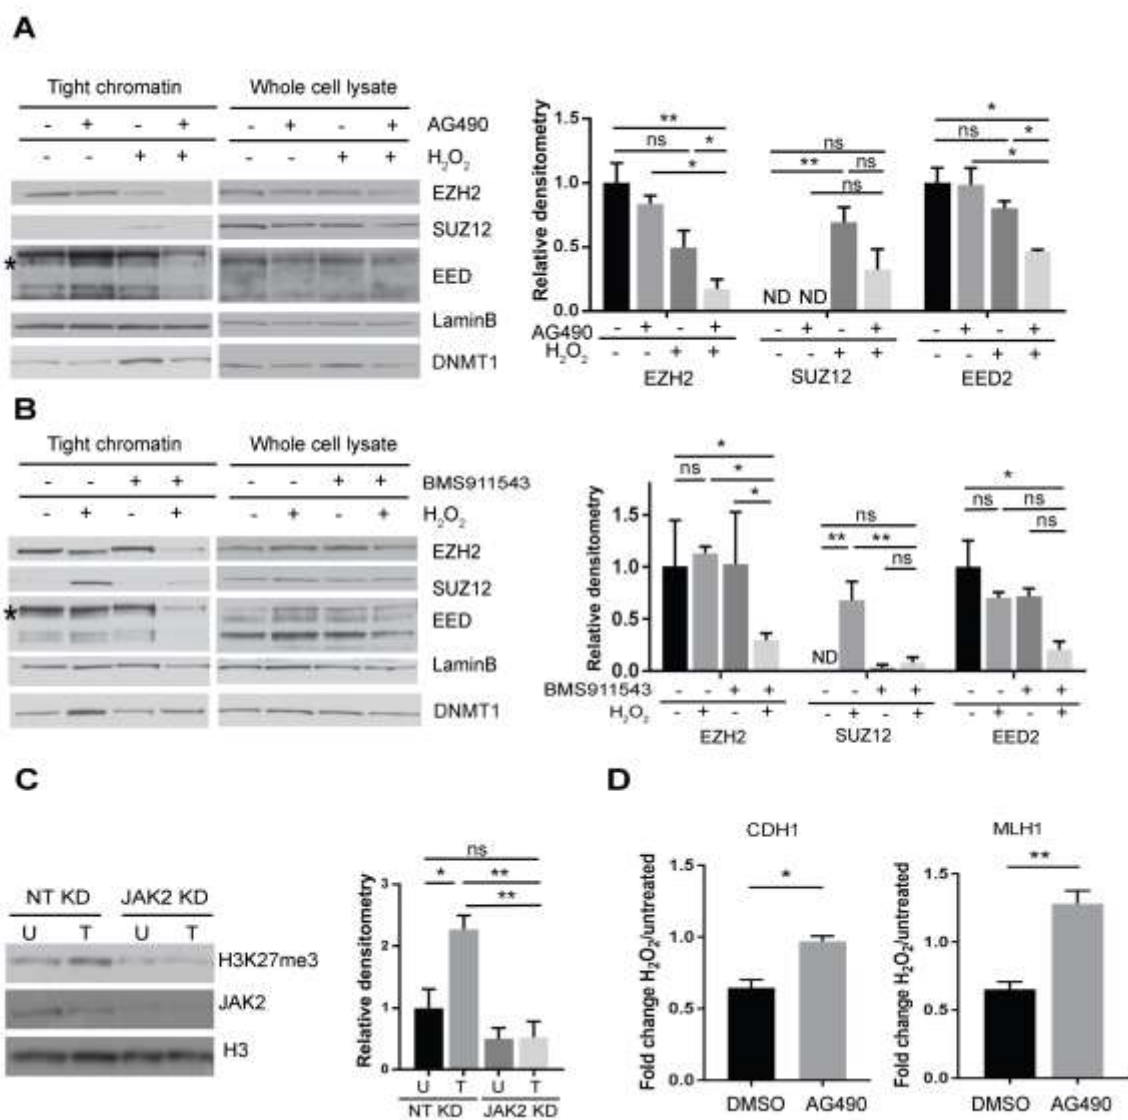 A
Tight chromatin Whole cell lysate
- + - + - + - + AG490
- - + + - - + + H2O2
EZH2
SUZ12
* EED
LaminB
DNMT1
Relative densitometry
1.5
1.0
0.5
0.0
** ns * *
ns ** ns ns
* ns * *
ND ND
AG490 - + - + - + - + - + - +
H2O2 - - + + - - + + - - + +
EZH2 SUZ12 EED2
B
Tight chromatin Whole cell lysate
- - + + - - + + BMS911543
- + - + - + - + H2O2
EZH2
SUZ12
* EED
LaminB
DNMT1
Relative densitometry
1.5
1.0
0.5
0.0
* ns * *
ns ** ** ns
* ns ns ns
ND
BMS911543 - - + + - - + + - - + +
H2O2 - + - + - + - + - + - +
EZH2 SUZ12 EED2
C
NT KD JAK2 KD
U T U T
H3K27me3
JAK2
H3
Relative densitometry
3
2
1
0
ns
* **
**
U T U T
NT KD JAK2 KD
D
CDH1
Fold change H2O2/untreated
1.5
1.0
0.5
0.0
*
DMSO AG490
MLH1
Fold change H2O2/untreated
1.5
1.0
0.5
0.0
**
DMSO AG490